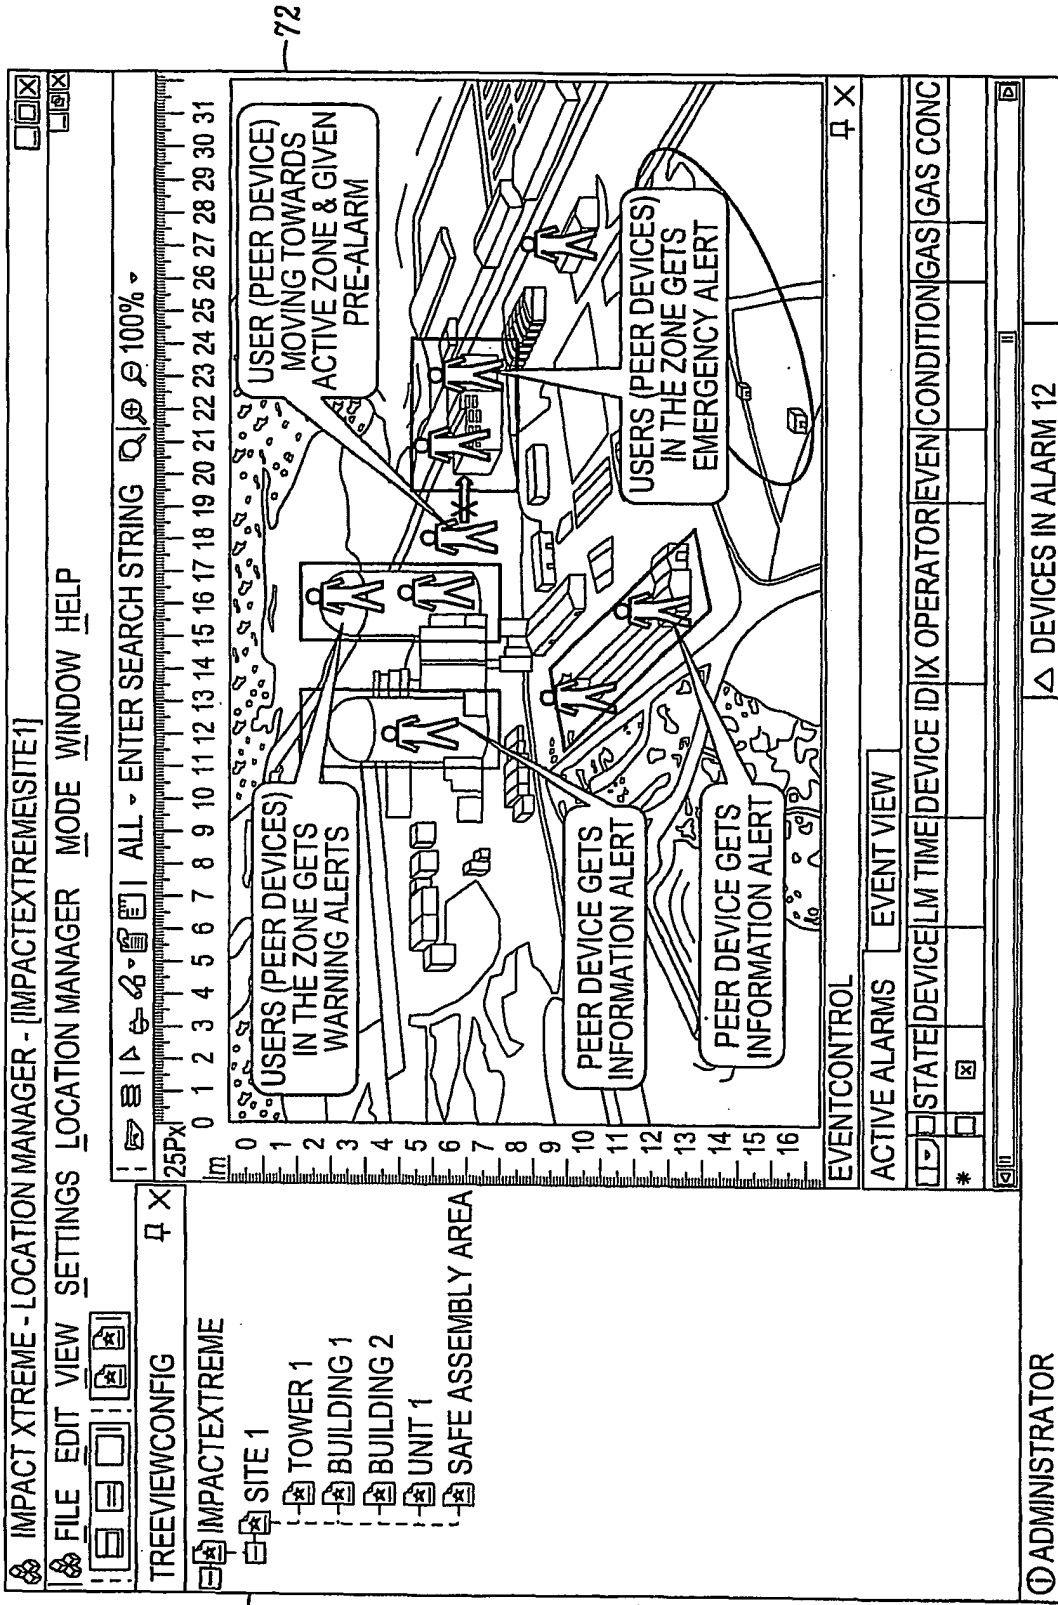 IMPACT XTREME - LOCATION MANAGER - [IMPACTEXTREME\SITE1]
FILE EDIT VIEW SETTINGS LOCATION MANAGER MODE WINDOW HELP
ALL - ENTER SEARCH STRING 100%
TREEVIEWCONFIG
IMPACTEXTREME
SITE 1
TOWER 1
BUILDING 1
BUILDING 2
UNIT 1
SAFE ASSEMBLY AREA
25Px
0 1 2 3 4 5 6 7 8 9 10 11 12 13 14 15 16 17 18 19 20 21 22 23 24 25 26 27 28 29 30 31
lm
0
1
2
3
4
5
6
7
8
9
10
11
12
13
14
15
16
USERS (PEER DEVICES)
IN THE ZONE GETS
WARNING ALERTS
USER (PEER DEVICE)
MOVING TOWARDS
ACTIVE ZONE & GIVEN
PRE-ALARM
PEER DEVICE GETS
INFORMATION ALERT
USERS (PEER DEVICES)
IN THE ZONE GETS
EMERGENCY ALERT
PEER DEVICE GETS
INFORMATION ALERT
72
EVENTCONTROL
ACTIVE ALARMS EVENT VIEW
STATE DEVICE LM TIME DEVICE ID IX OPERATOR EVEN CONDITION GAS GAS CONC
*
ADMINISTRATOR DEVICES IN ALARM 12